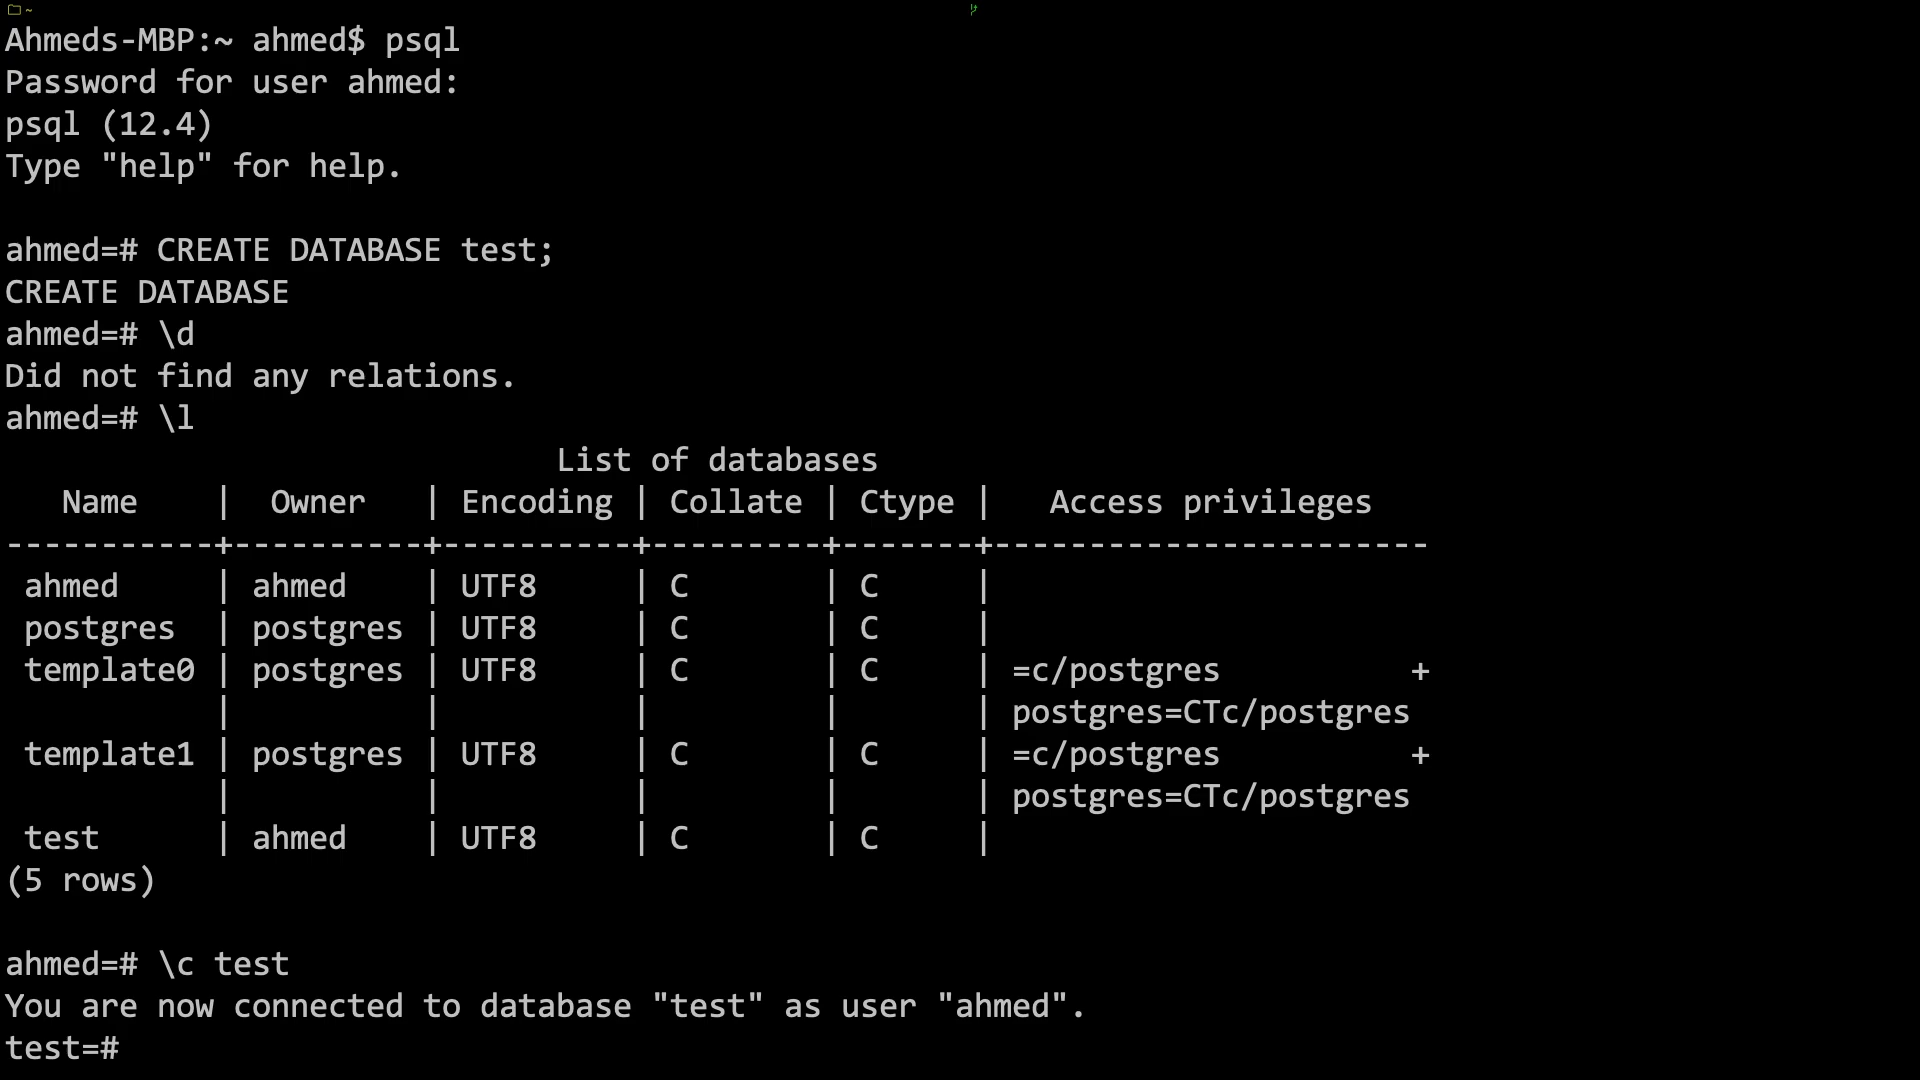 ~
Ahmeds-MBP:~ ahmed$ psql
Password for user ahmed:
psql (12.4)
Type "help" for help.

ahmed=# CREATE DATABASE test;
CREATE DATABASE
ahmed=# \d
Did not find any relations.
ahmed=# \l
                             List of databases
   Name    |  Owner   | Encoding | Collate | Ctype |   Access privileges
-----------+----------+----------+---------+-------+-----------------------
 ahmed     | ahmed    | UTF8     | C       | C     |
 postgres  | postgres | UTF8     | C       | C     |
 template0 | postgres | UTF8     | C       | C     | =c/postgres          +
           |          |          |         |       | postgres=CTc/postgres
 template1 | postgres | UTF8     | C       | C     | =c/postgres          +
           |          |          |         |       | postgres=CTc/postgres
 test      | ahmed    | UTF8     | C       | C     |
(5 rows)

ahmed=# \c test
You are now connected to database "test" as user "ahmed".
test=#